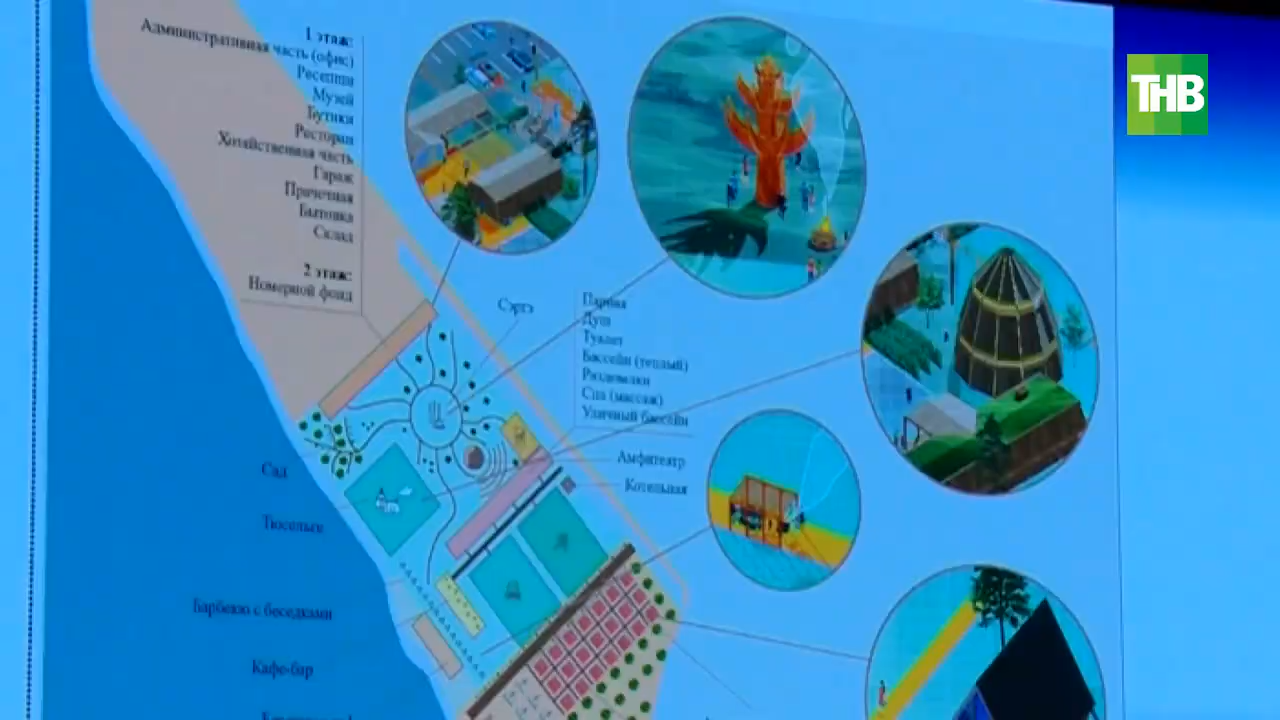 1 этаж:
Административная часть (офис)
Ресепшн
Музей
Бутики
Ресторан
Хозяйственная часть
Гараж
Прачечная
Бытовка
Склад
2 этаж:
Номерной фонд
ТНВ
Сэргэ
Парная
Душ
Туалет
Бассейн (теплый)
Раздевалки
Спа (массаж)
Уличный бассейн
Амфитеатр
Котельная
Сад
Тюсюлгэ
Барбекю с беседками
Кафе-бар